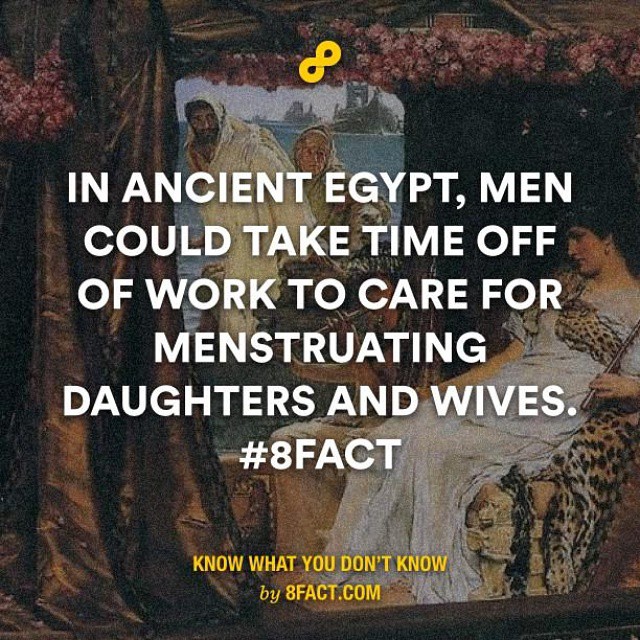 IN ANCIENT EGYPT, MEN
COULD TAKE TIME OFF
OF WORK TO CARE FOR
MENSTRUATING
DAUGHTERS AND WIVES.
#8FACT
KNOW WHAT YOU DON'T KNOW
by 8FACT.COM